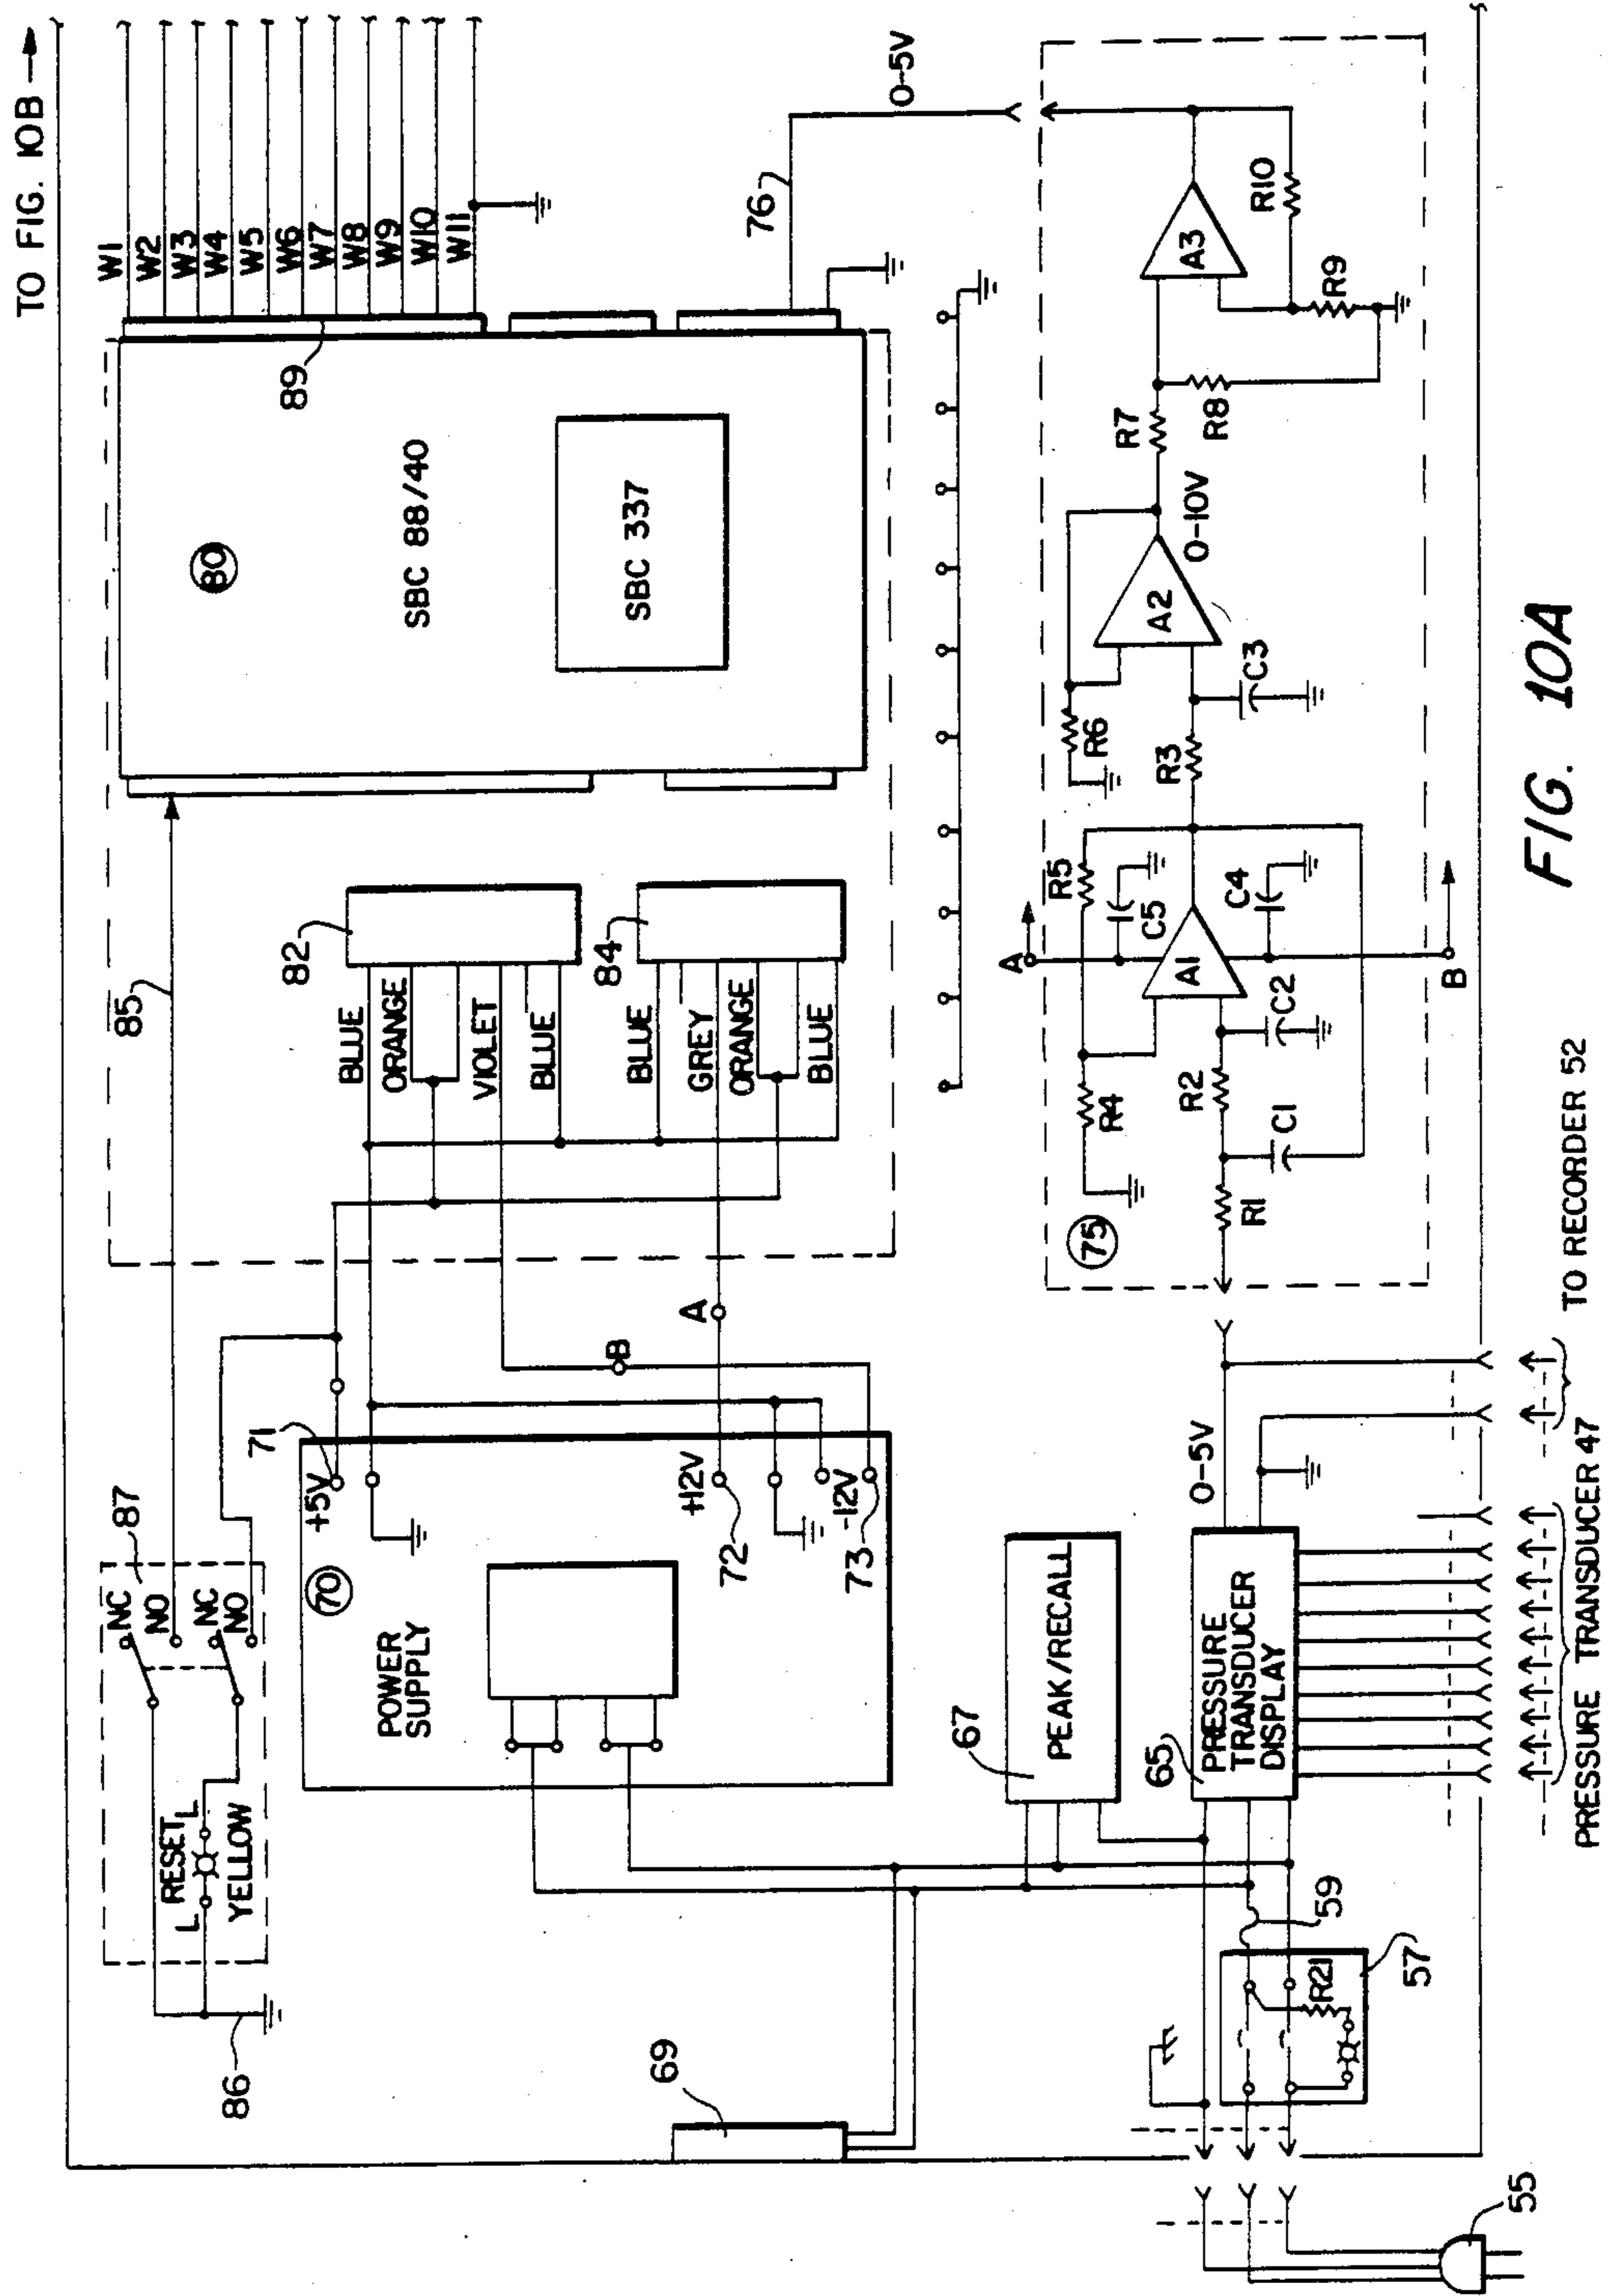 TO FIG. 10B
W1
W2
W3
W4
W5
W6
W7
W8
W9
W10
W11
89
80
SBC 88/40
SBC 337
76
0-5V
85
82
BLUE
ORANGE
VIOLET
BLUE
84
BLUE
GREY
ORANGE
BLUE
87
NC
NO
NC
NO
L RESET L
YELLOW
86
71
+5V
70
POWER
SUPPLY
+12V
72
-12V
73
B
A
69
67
PEAK/RECALL
65
PRESSURE
TRANSDUCER
DISPLAY
0-5V
59
57
R21
55
75
R1
C1
R2
C2
R4
A
A1
B
C5
C4
R5
R3
C3
R6
A2
0-10V
R7
R8
A3
R9
R10
PRESSURE TRANSDUCER 47
TO RECORDER 52
FIG. 10A